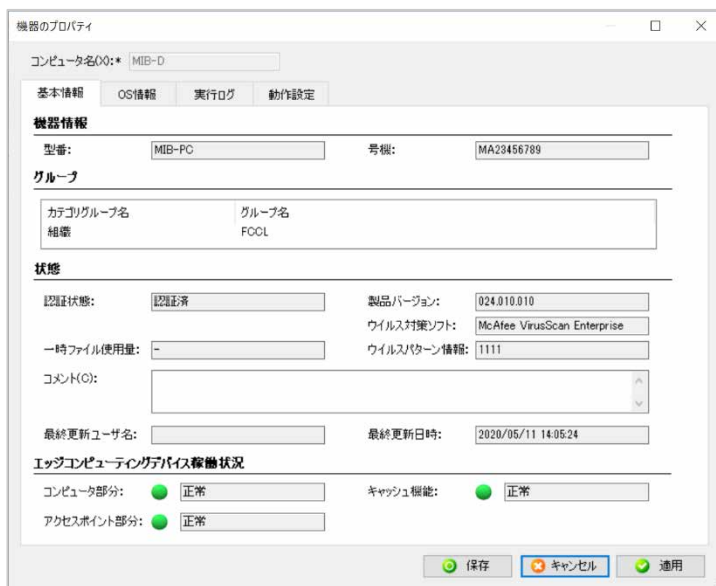 機器のプロパティ
コンピュータ名(X):* MIB-D
基本情報 OS情報 実行ログ 動作設定
機器情報
型番: MIB-PC 号機: MA23456789
グループ
カテゴリグループ名 グループ名
組織 FCCL
状態
認証状態: 認証済 製品バージョン: 024.010.010
ウイルス対策ソフト: McAfee VirusScan Enterprise
一時ファイル使用量: - ウイルスパターン情報: 1111
コメント(C):
最終更新ユーザ名: 最終更新日時: 2020/05/11 14:05:24
エッジコンピューティングデバイス稼働状況
コンピュータ部分: 正常 キャッシュ機能: 正常
アクセスポイント部分: 正常
保存 キャンセル 適用